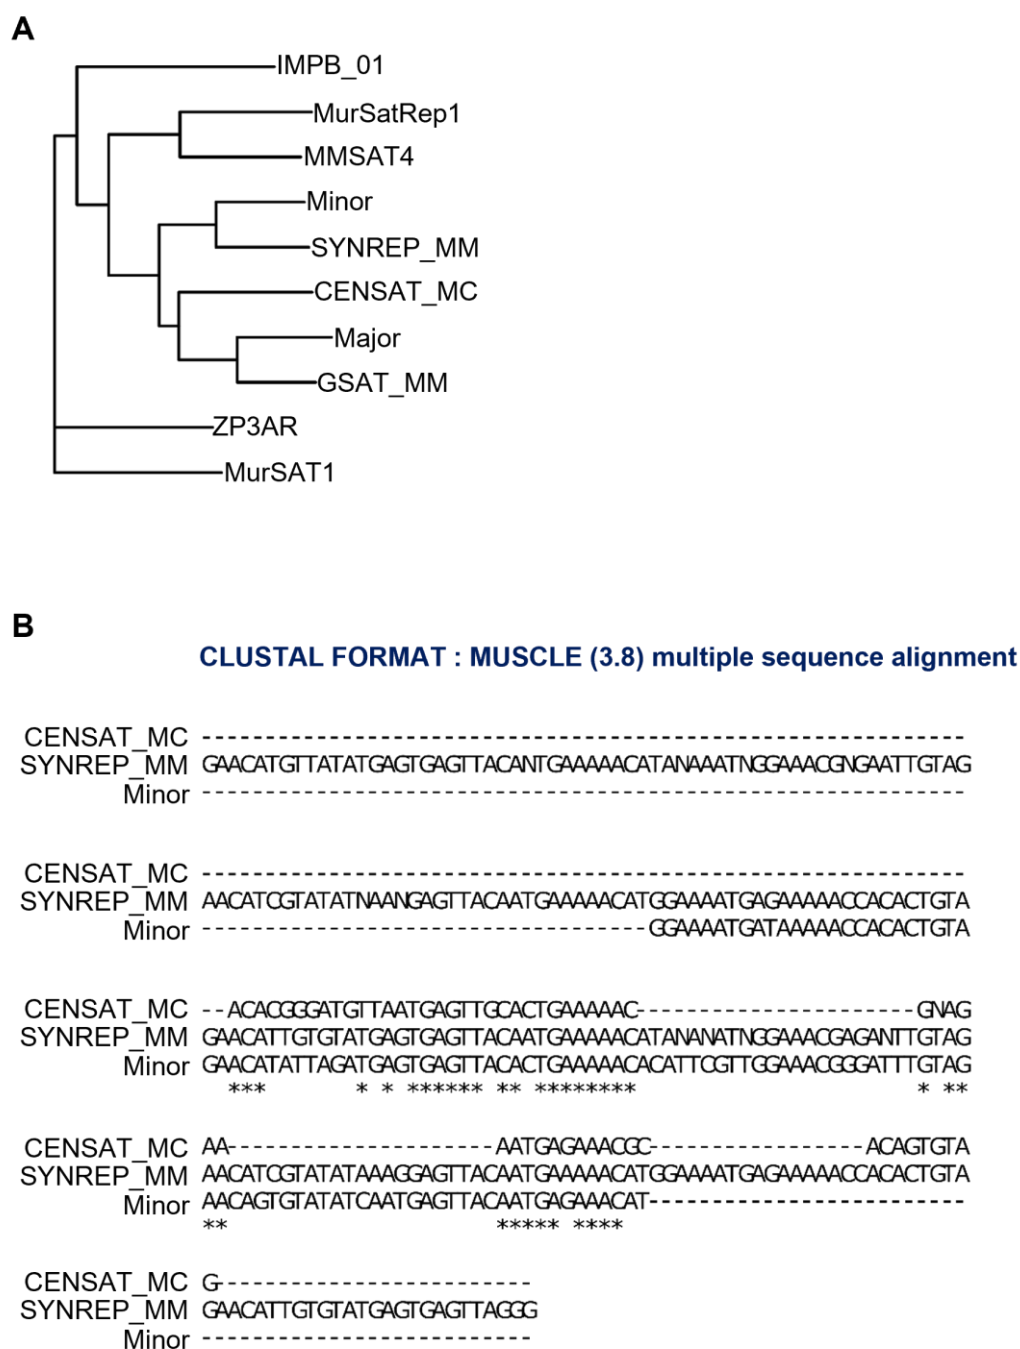 A
IMPB_01
MurSatRep1
MMSAT4
Minor
SYNREP_MM
CENSAT_MC
Major
GSAT_MM
ZP3AR
MurSAT1
B
CLUSTAL FORMAT : MUSCLE (3.8) multiple sequence alignment
CENSAT_MC ------------------------------------------------------------
SYNREP_MM GAACATGTTATATGAGTGAGTTACANTGAAAAACATANAAATNGGAAACGNGAATTGTAG
Minor ------------------------------------------------------------
CENSAT_MC ------------------------------------------------------------
SYNREP_MM AACATCGTATATNAANGAGTTACAATGAAAAACATGGAAAATGAGAAAAACCACACTGTA
Minor -----------------------------------GGAAAATGATAAAAACCACACTGTA
CENSAT_MC --ACACGGGATGTTAATGAGTTGCACTGAAAAAC----------------------GNAG
SYNREP_MM GAACATTGTGTATGAGTGAGTTACAATGAAAAACATANANATNGGAAACGAGANTTGTAG
Minor GAACATATTAGATGAGTGAGTTACACTGAAAAACACATTCGTTGGAAACGGGATTTGTAG
*** * * ****** ** ******** * **
CENSAT_MC AA---------------------AATGAGAAACGC-----------------ACAGTGTA
SYNREP_MM AACATCGTATATAAAGGAGTTACAATGAAAAACATGGAAAATGAGAAAAACCACACTGTA
Minor AACAGTGTATATCAATGAGTTACAATGAGAAACAT-------------------------
** ***** ****
CENSAT_MC G-------------------------
SYNREP_MM GAACATTGTGTATGAGTGAGTTAGGG
Minor --------------------------